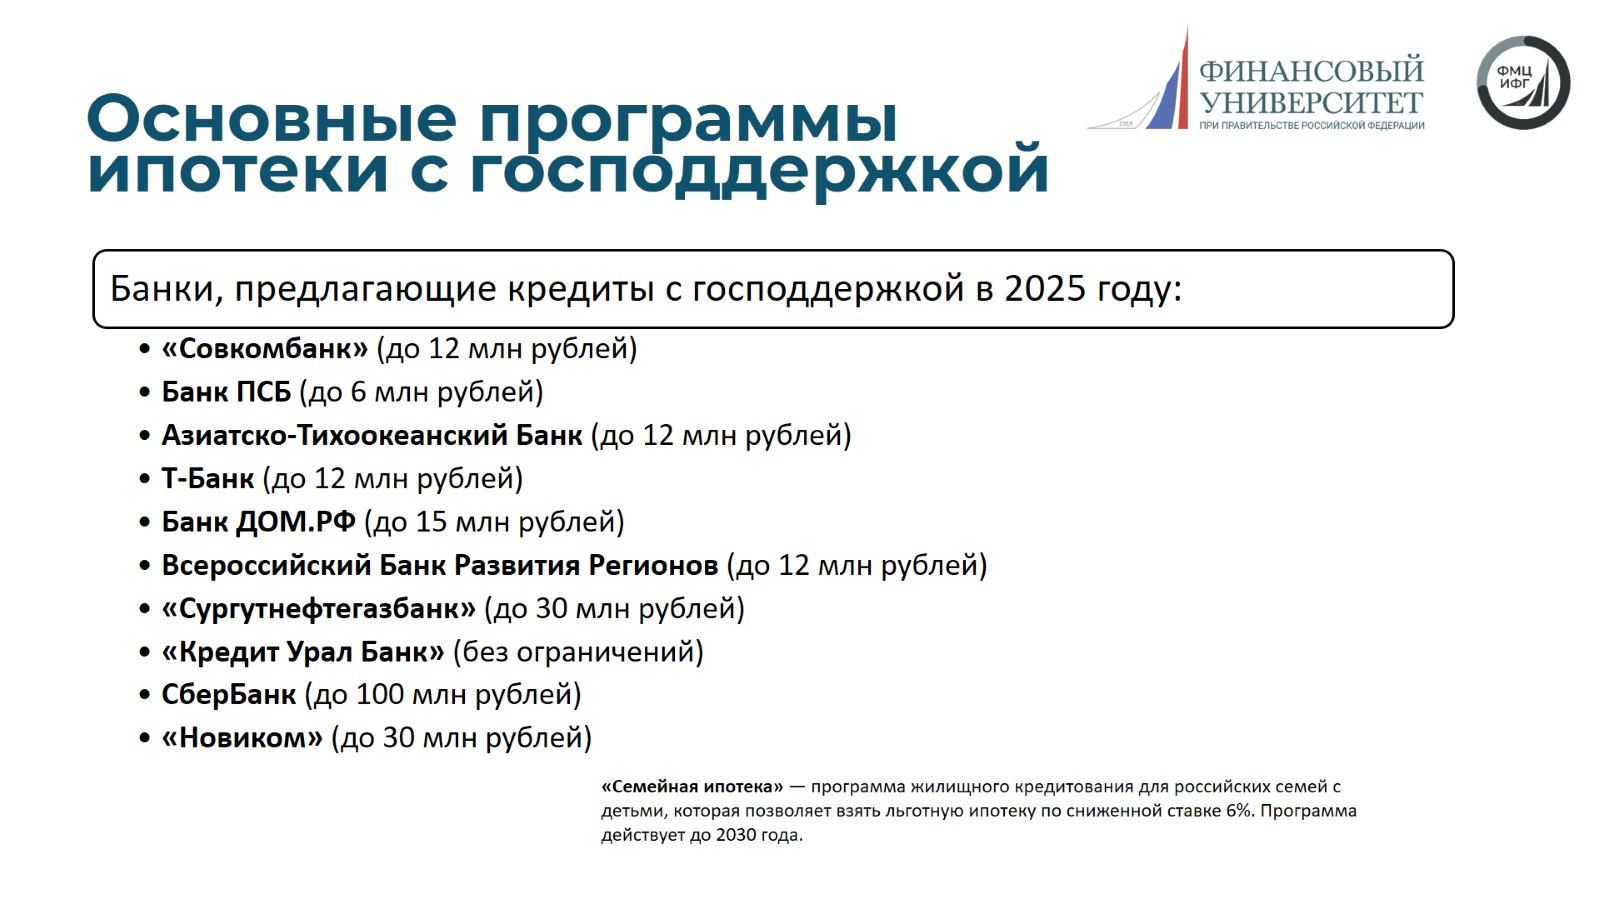 ФИНАНСОВЫЙ
УНИВЕРСИТЕТ
ПРИ ПРАВИТЕЛЬСТВЕ РОССИЙСКОЙ ФЕДЕРАЦИИ
1919
ФМЦ
ИФГ
Основные программы
ипотеки с господдержкой
Банки, предлагающие кредиты с господдержкой в 2025 году:
• «Совкомбанк» (до 12 млн рублей)
• Банк ПСБ (до 6 млн рублей)
• Азиатско-Тихоокеанский Банк (до 12 млн рублей)
• Т-Банк (до 12 млн рублей)
• Банк ДОМ.РФ (до 15 млн рублей)
• Всероссийский Банк Развития Регионов (до 12 млн рублей)
• «Сургутнефтегазбанк» (до 30 млн рублей)
• «Кредит Урал Банк» (без ограничений)
• СберБанк (до 100 млн рублей)
• «Новиком» (до 30 млн рублей)
«Семейная ипотека» — программа жилищного кредитования для российских семей с
детьми, которая позволяет взять льготную ипотеку по сниженной ставке 6%. Программа
действует до 2030 года.